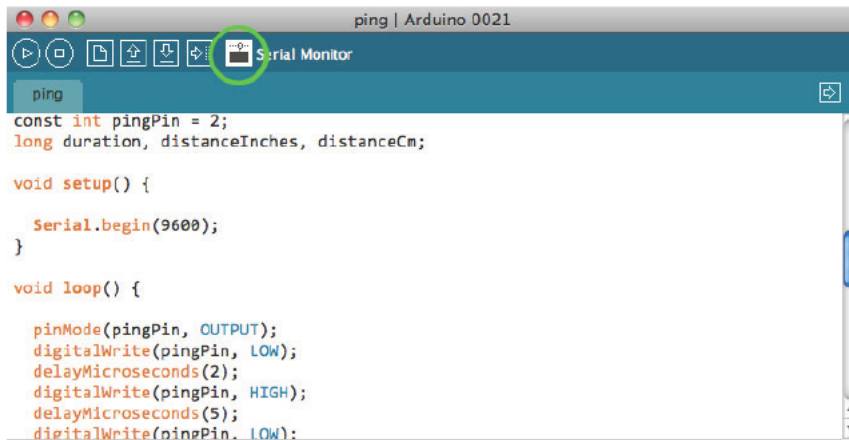 ping | Arduino 0021
Serial Monitor
ping
const int pingPin = 2;
long duration, distanceInches, distanceCm;
void setup() {
Serial.begin(9600);
}
void loop() {
pinMode(pingPin, OUTPUT);
digitalWrite(pingPin, LOW);
delayMicroseconds(2);
digitalWrite(pingPin, HIGH);
delayMicroseconds(5);
digitalWrite(pingPin, LOW);